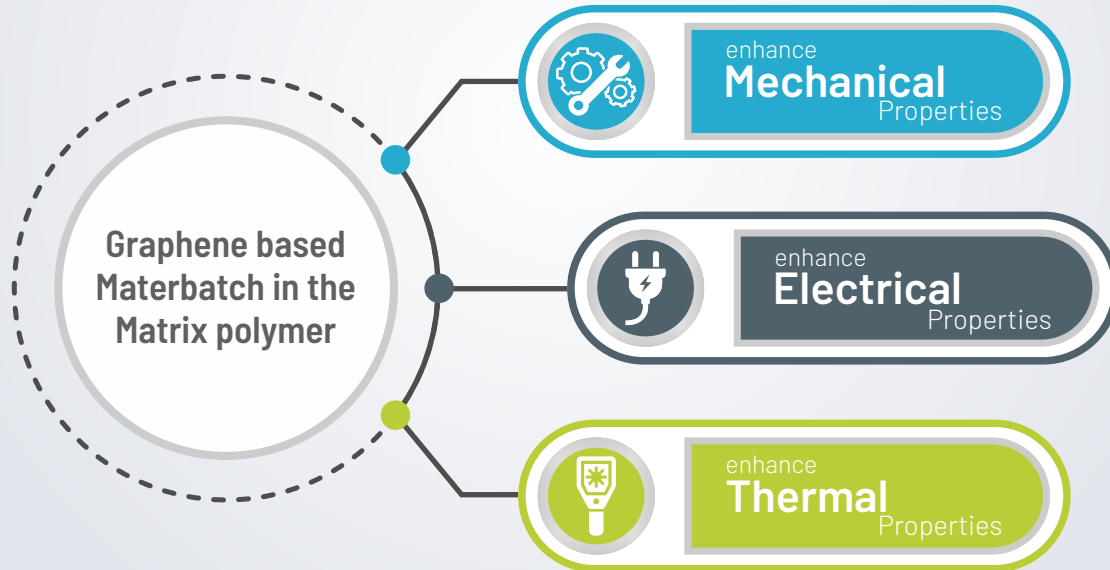 Graphene based
Materbatch in the
Matrix polymer
enhance
Mechanical
Properties
enhance
Electrical
Properties
enhance
Thermal
Properties